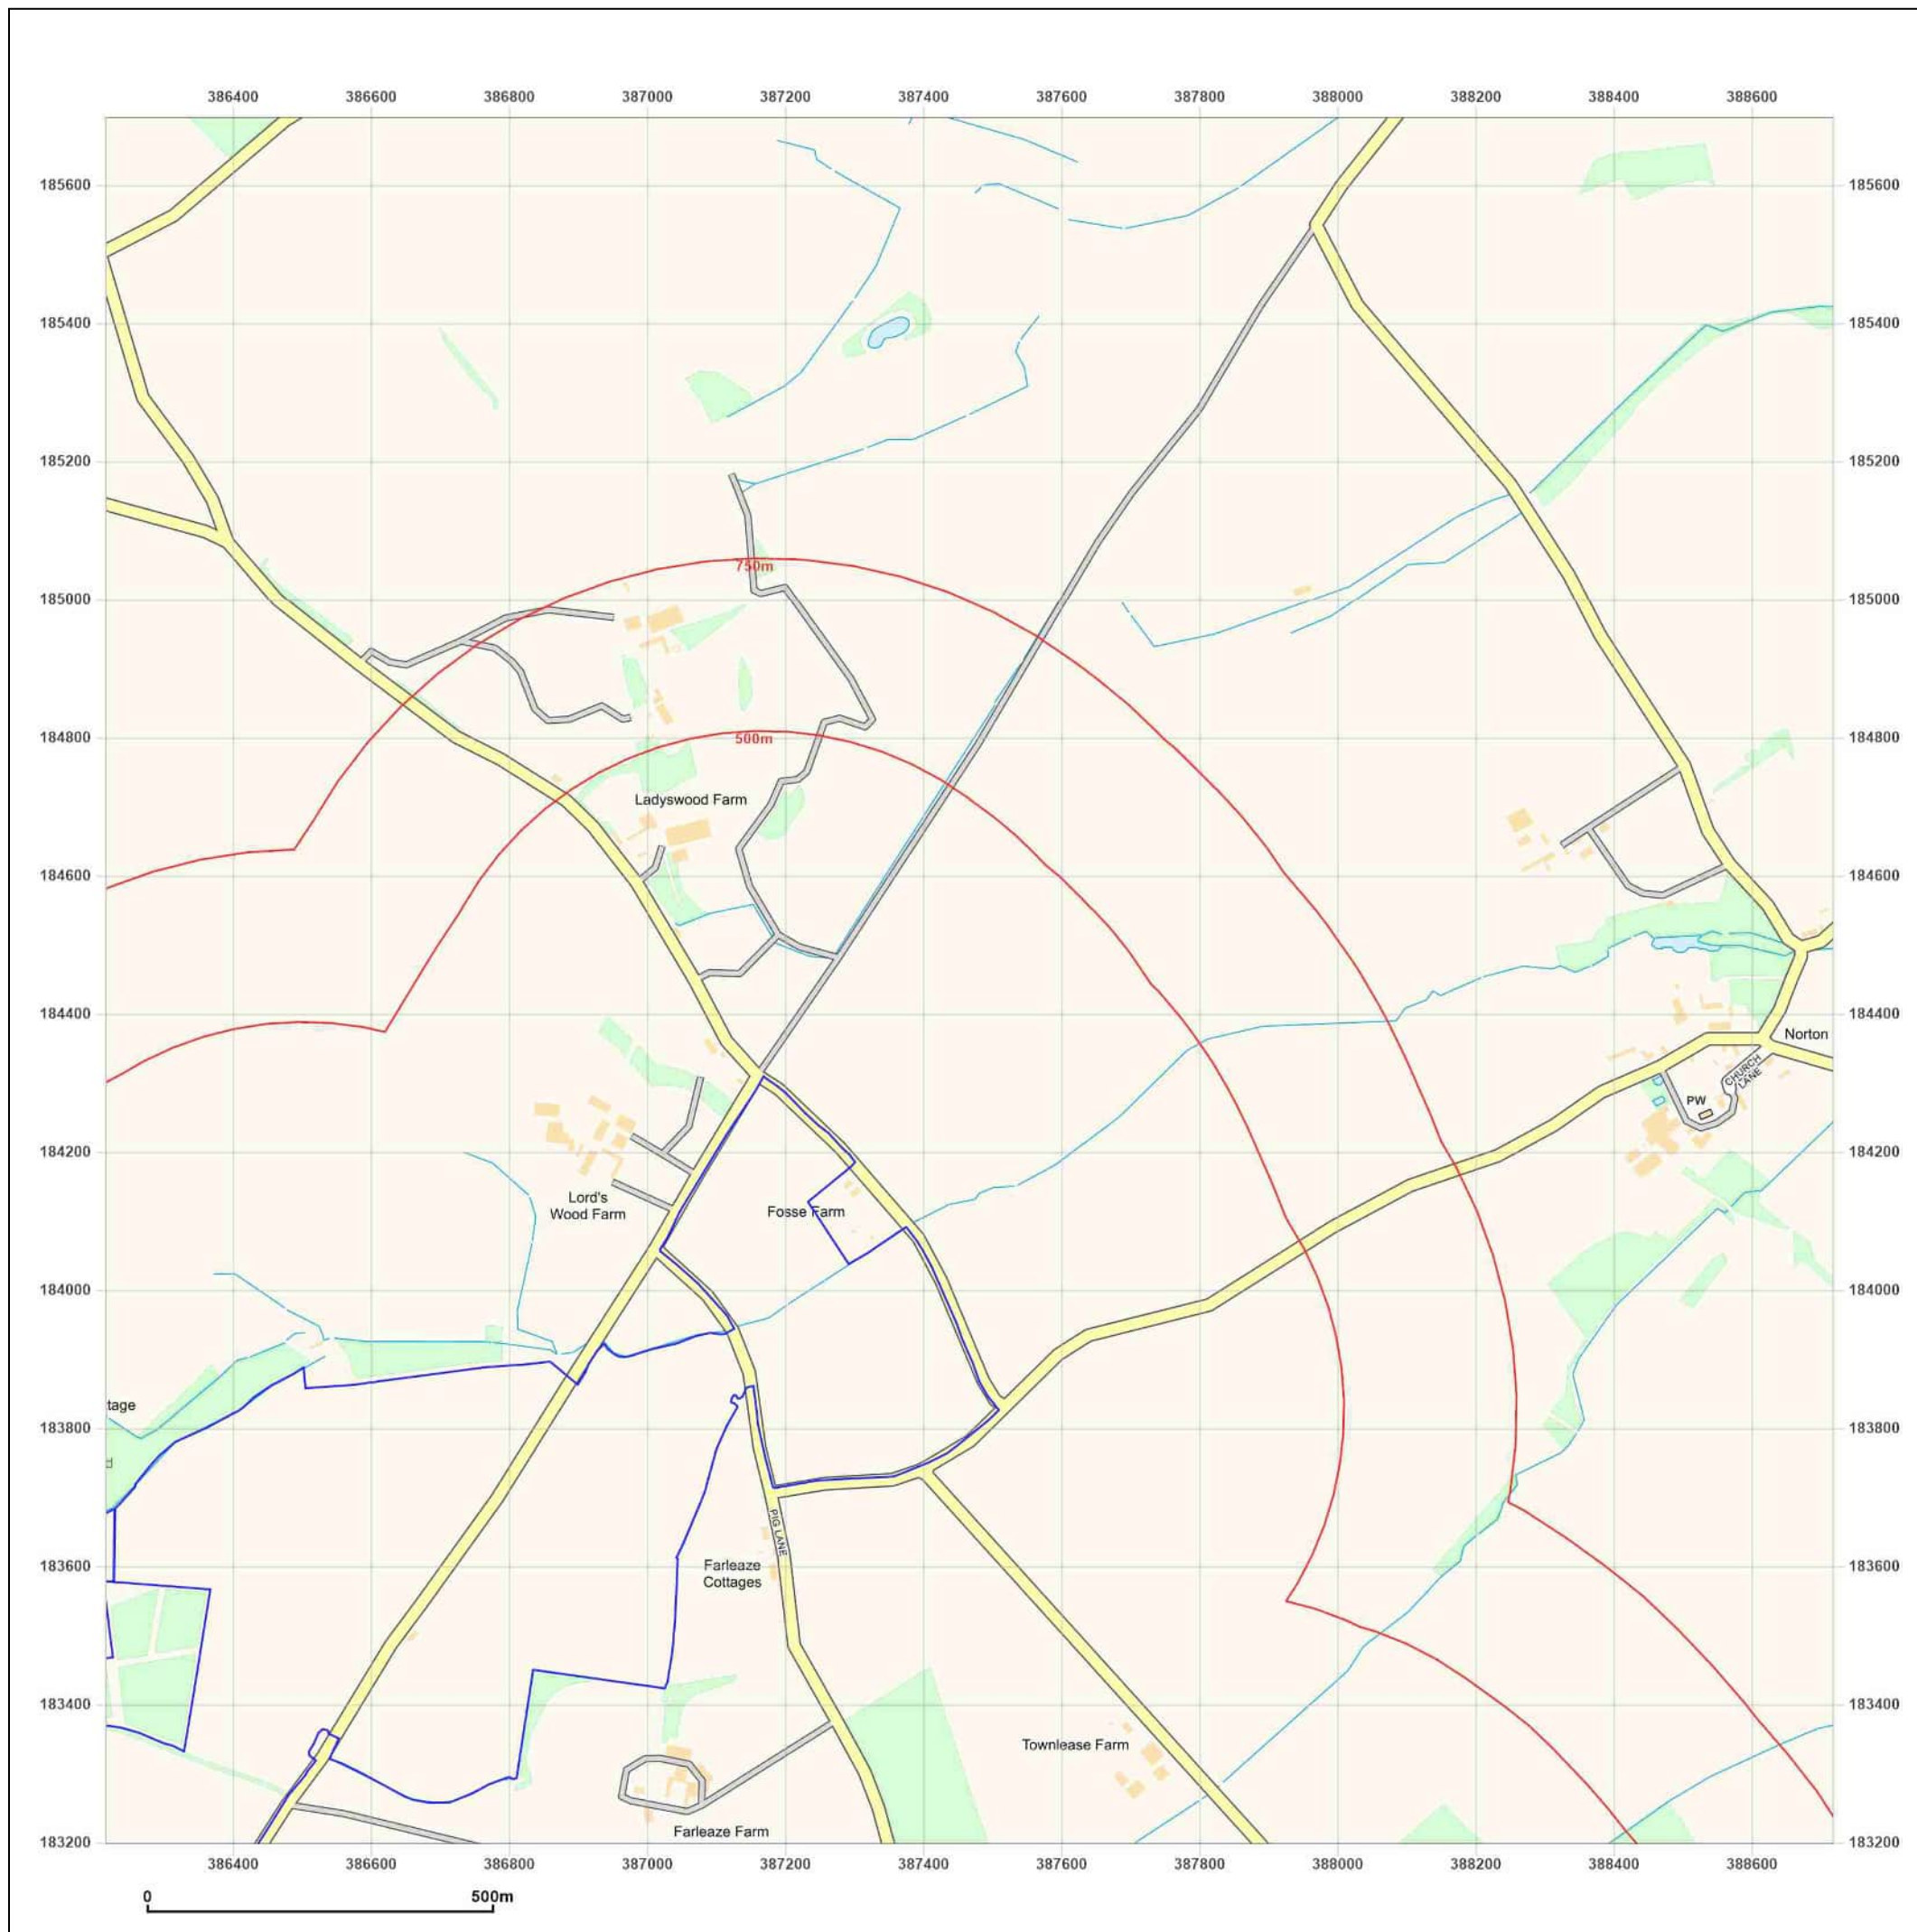 386400 386600 386800 387000 387200 387400 387600 387800 388000 388200 388400 388600
185600 185600
185400 185400
185200 185200
750m
185000 185000
184800 184800
500m
Ladyswood Farm
184600 184600
184400 184400
Norton
CHURCH
LANE
PW
184200 184200
Lord's
Wood Farm
Fosse Farm
184000 184000
tage
183800 183800
PIG LANE
183600 183600
Farleaze
Cottages
183400 183400
Townlease Farm
Farleaze Farm
183200 183200
386400 386600 386800 387000 387200 387400 387600 387800 388000 388200 388400 388600
0 500m